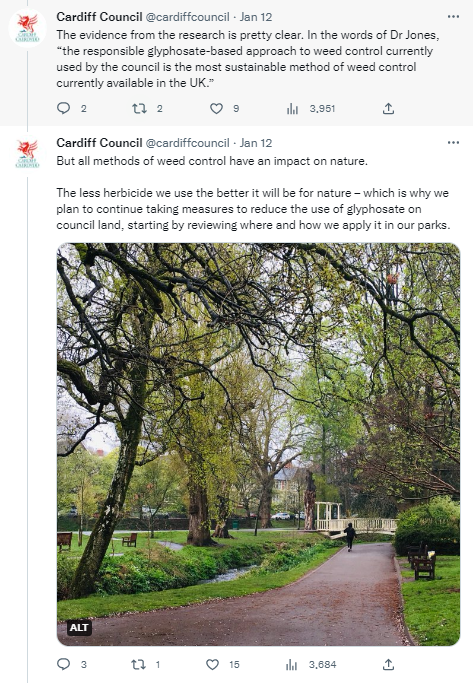 Cardiff Council @cardiffcouncil · Jan 12
The evidence from the research is pretty clear. In the words of Dr Jones,
“the responsible glyphosate-based approach to weed control currently
used by the council is the most sustainable method of weed control
currently available in the UK.”
2 2 9 3,951
Cardiff Council @cardiffcouncil · Jan 12
But all methods of weed control have an impact on nature.
The less herbicide we use the better it will be for nature – which is why we
plan to continue taking measures to reduce the use of glyphosate on
council land, starting by reviewing where and how we apply it in our parks.
ALT
3 1 15 3,684